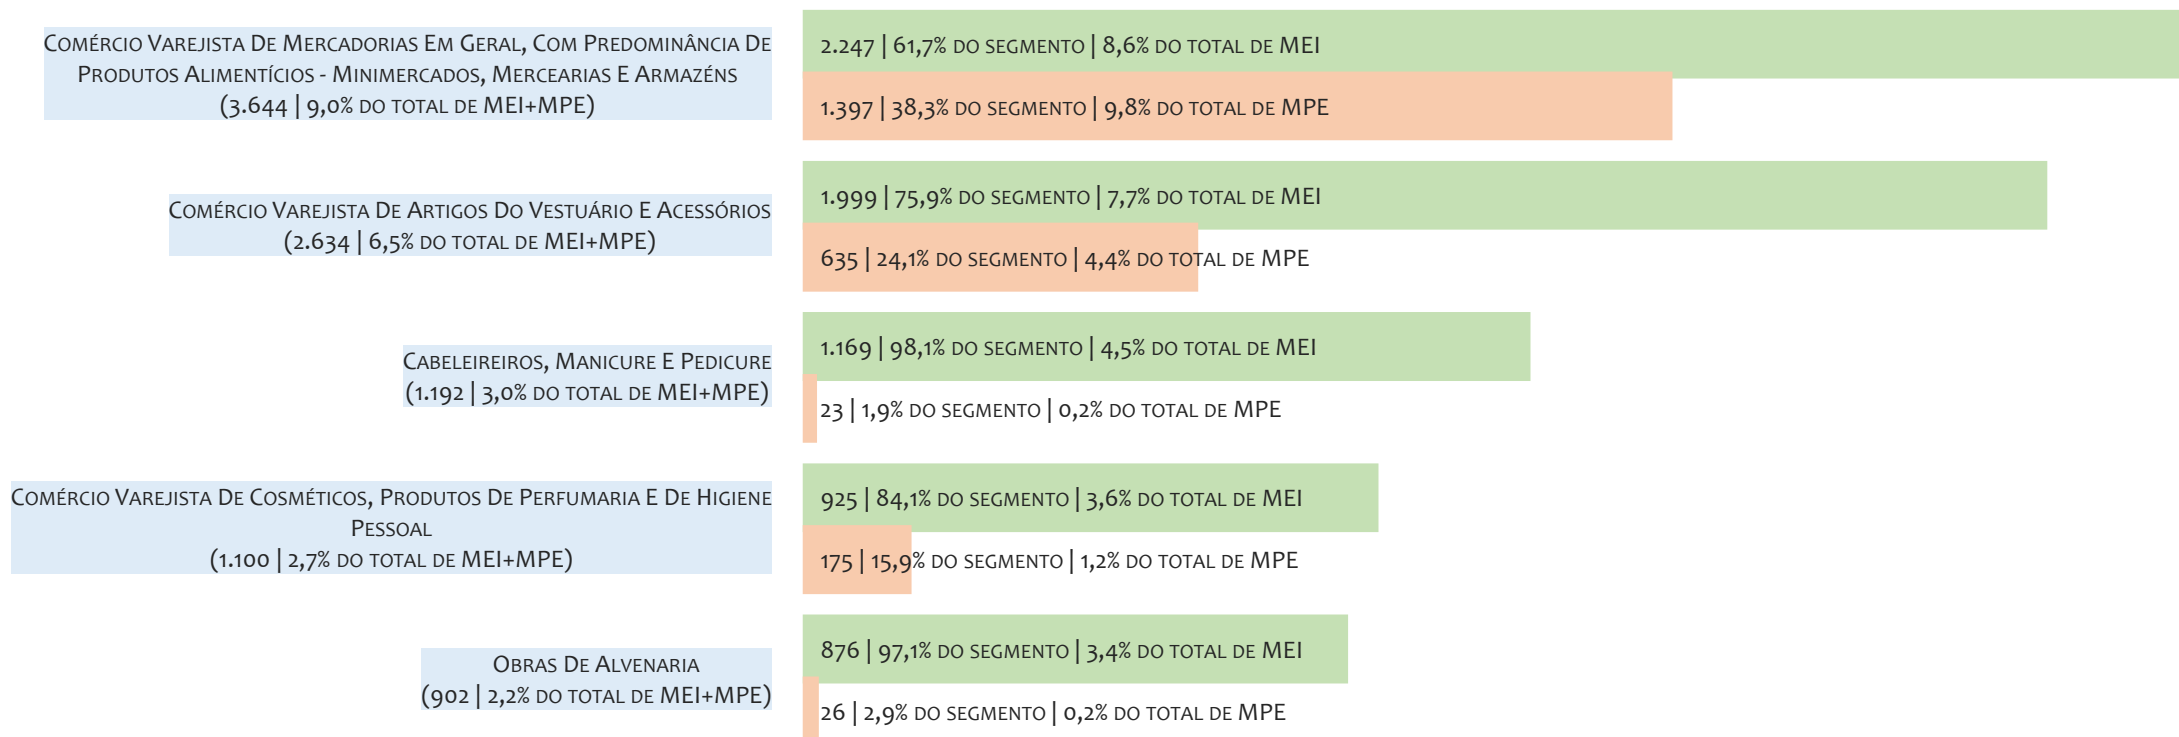 Comércio Varejista De Mercadorias Em Geral, Com Predominância De
Produtos Alimentícios - Minimercados, Mercearias E Armazéns
(3.644 | 9,0% do total de MEI+MPE)
2.247 | 61,7% do segmento | 8,6% do total de MEI
1.397 | 38,3% do segmento | 9,8% do total de MPE
Comércio Varejista De Artigos Do Vestuário E Acessórios
(2.634 | 6,5% do total de MEI+MPE)
1.999 | 75,9% do segmento | 7,7% do total de MEI
635 | 24,1% do segmento | 4,4% do total de MPE
Cabeleireiros, Manicure E Pedicure
(1.192 | 3,0% do total de MEI+MPE)
1.169 | 98,1% do segmento | 4,5% do total de MEI
23 | 1,9% do segmento | 0,2% do total de MPE
Comércio Varejista De Cosméticos, Produtos De Perfumaria E De Higiene
Pessoal
(1.100 | 2,7% do total de MEI+MPE)
925 | 84,1% do segmento | 3,6% do total de MEI
175 | 15,9% do segmento | 1,2% do total de MPE
Obras De Alvenaria
(902 | 2,2% do total de MEI+MPE)
876 | 97,1% do segmento | 3,4% do total de MEI
26 | 2,9% do segmento | 0,2% do total de MPE